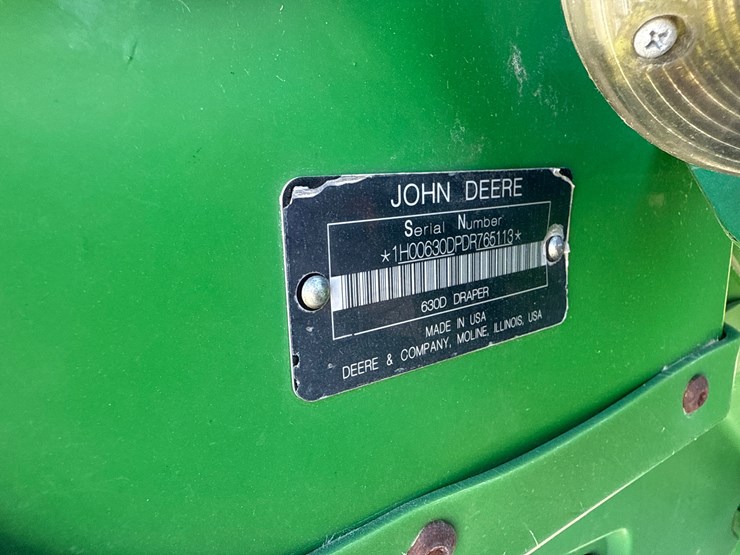 JOHN DEERE
Serial Number
*1H00630DPDR765113*
630D DRAPER
MADE IN USA
DEERE & COMPANY, MOLINE, ILLINOIS, USA